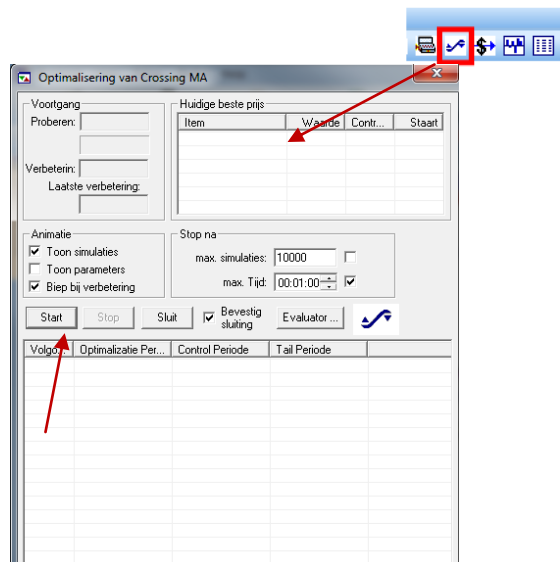 Optimalisering van Crossing MA
Voortgang
Proberen:
Verbeterin:
Laatste verbetering:
Huidige beste prijs
Item Waarde Contr... Staart
Animatie
Toon simulaties
Toon parameters
Biep bij verbetering
Stop na
max. simulaties: 10000
max. Tijd: 00:01:00
Start Stop Sluit Bevestig sluiting Evaluator ...
Volgo... Optimalizatie Per... Control Periode Tail Periode